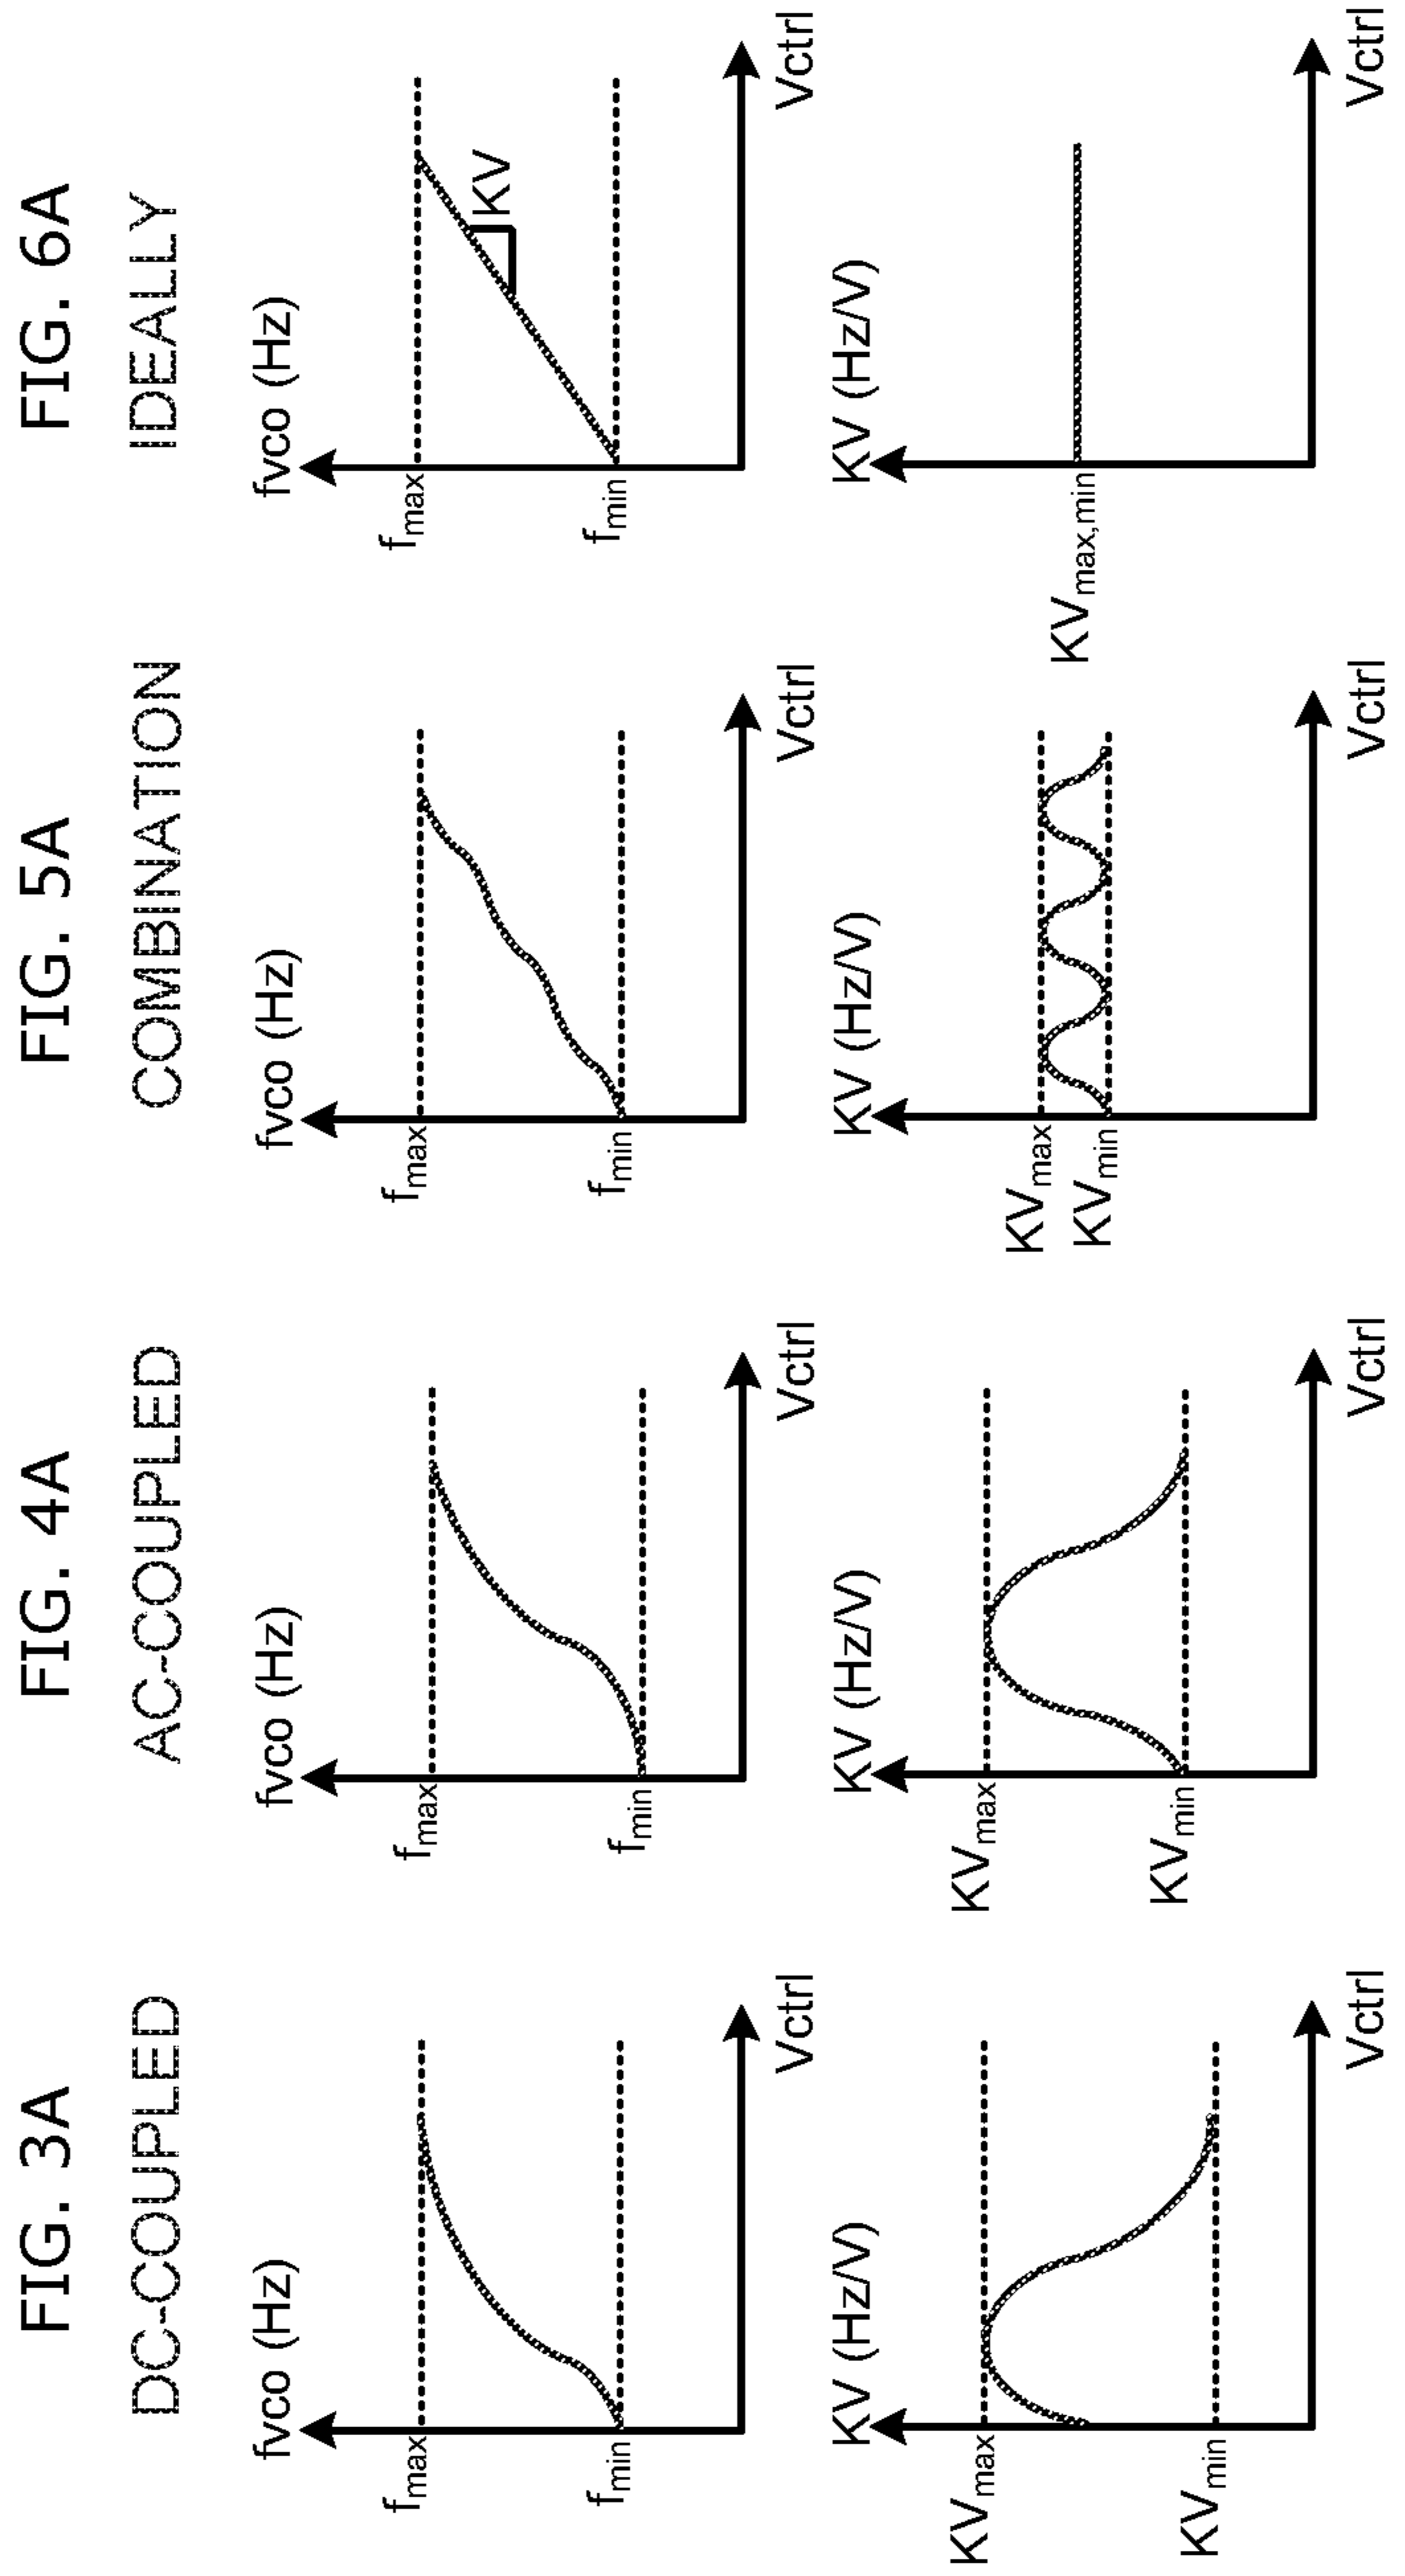 FIG. 3A
DC-COUPLED
fvco (Hz)
fmax
fmin
Vctrl
KV (Hz/V)
KVmax
KVmin
Vctrl
FIG. 4A
AC-COUPLED
fvco (Hz)
fmax
fmin
Vctrl
KV (Hz/V)
KVmax
KVmin
Vctrl
FIG. 5A
COMBINATION
fvco (Hz)
fmax
fmin
Vctrl
KV (Hz/V)
KVmax
KVmin
Vctrl
FIG. 6A
IDEALLY
fvco (Hz)
fmax
KV
fmin
Vctrl
KV (Hz/V)
KVmax,min
Vctrl